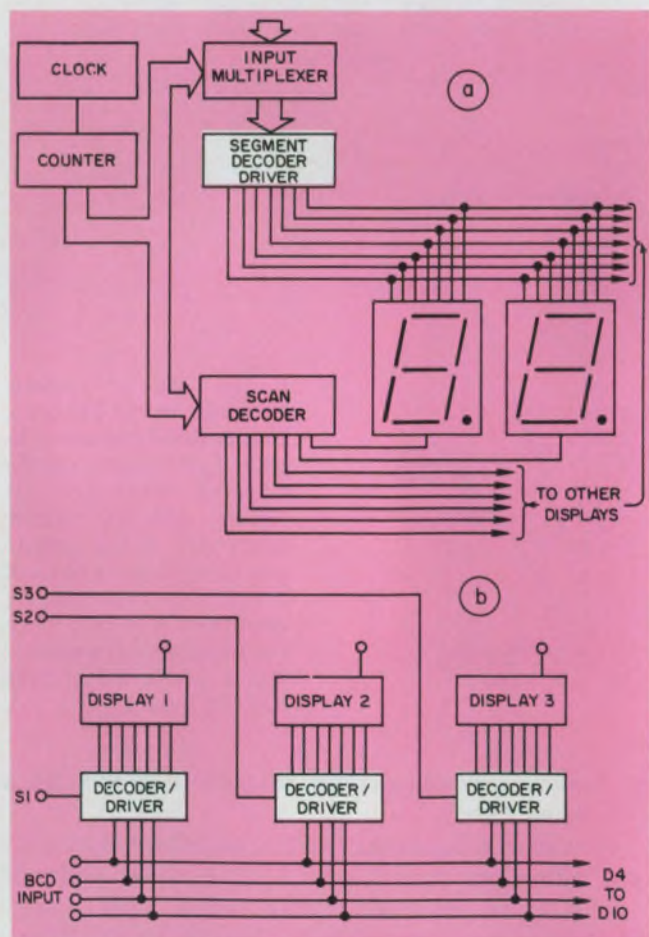 CLOCK
COUNTER
INPUT
MULTIPLEXER
SEGMENT
DECODER
DRIVER
a
SCAN
DECODER
TO OTHER
DISPLAYS
b
S3
S2
DISPLAY 1
DISPLAY 2
DISPLAY 3
S1
DECODER/
DRIVER
DECODER/
DRIVER
DECODER/
DRIVER
BCD
INPUT
D4
TO
D10